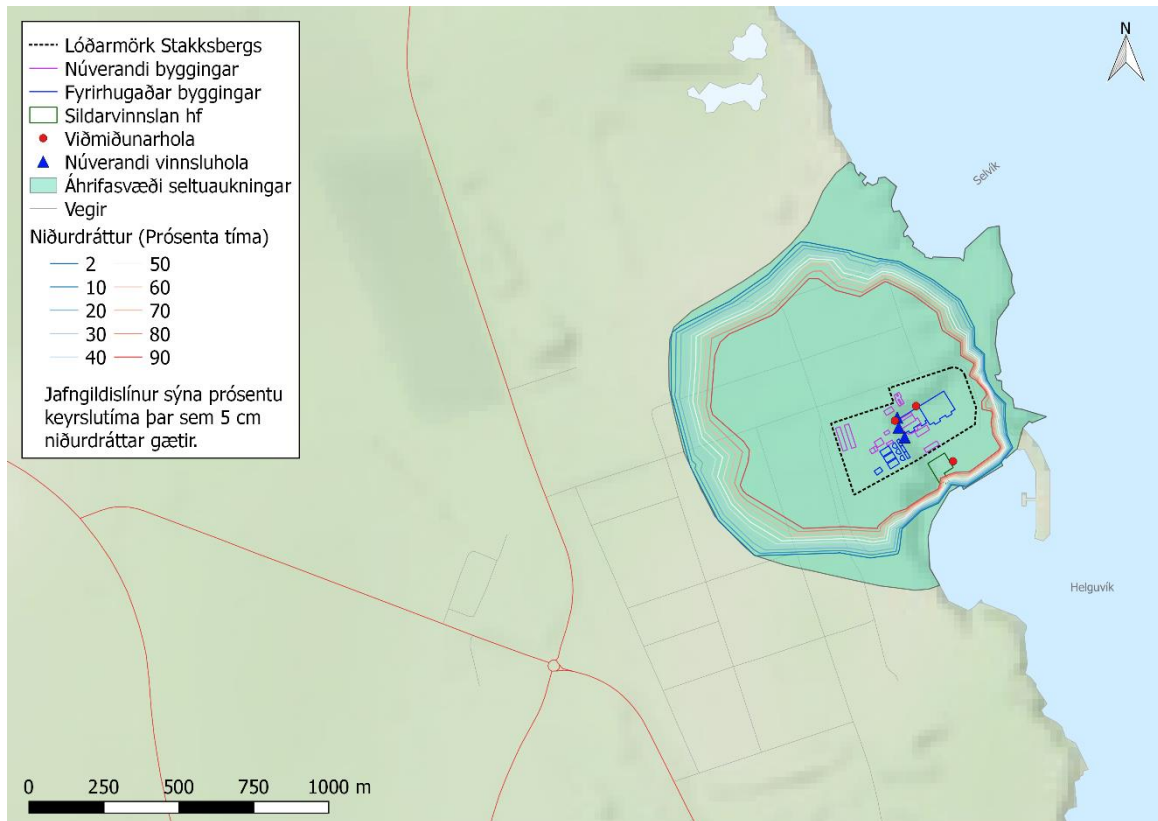 Lóðarmörk Stakksbergs
Núverandi byggingar
Fyrirhugaðar byggingar
Sildarvinnslan hf
Viðmiðunarhola
Núverandi vinnsluhola
Áhrifasvæði seltuaukningar
Vegir
Niðurdráttur (Prósenta tíma)
2 50
10 60
20 70
30 80
40 90
Jafngildislínur sýna prósentu
keyrslutíma þar sem 5 cm
niðurdráttar gætir.
N
Selvík
Helguvík
0 250 500 750 1000 m